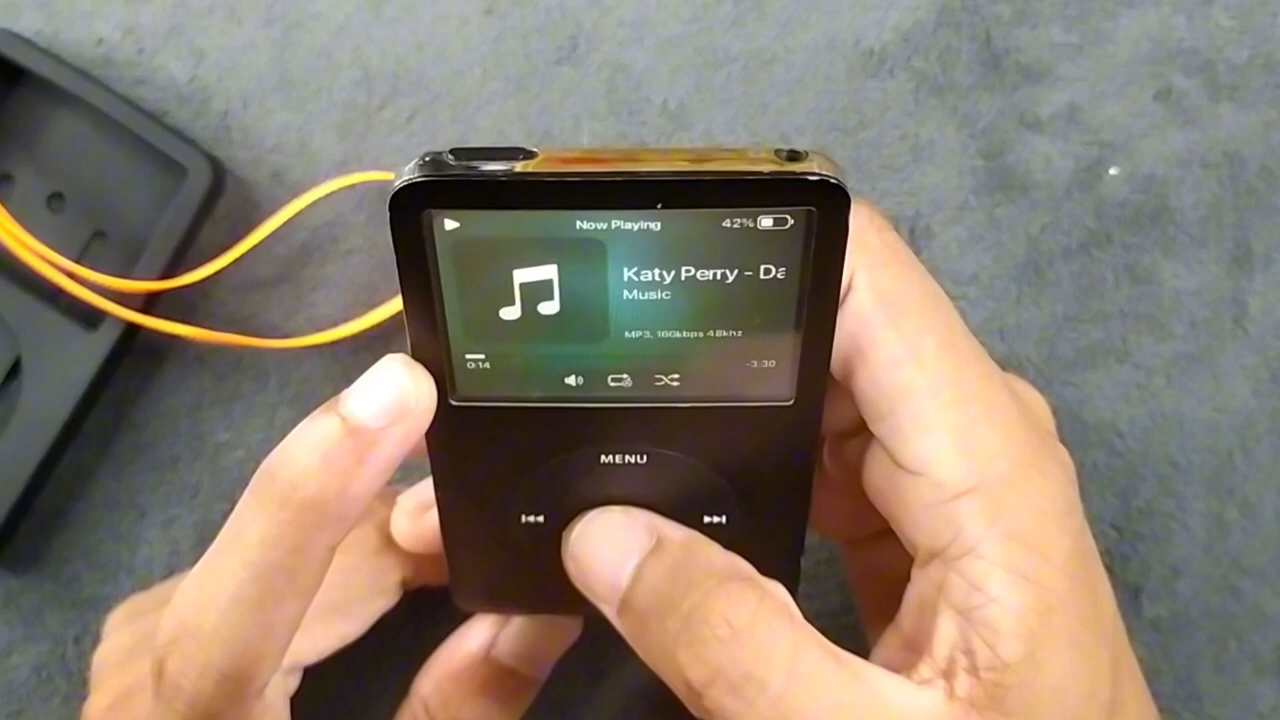 Now Playing 42%
Katy Perry - Da
Music
MP3, 160kbps 48khz
0:14 -3:30
MENU